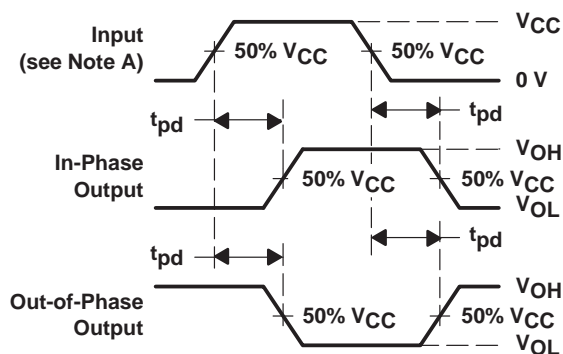 VCC
Input
(see Note A)
50% VCC
50% VCC
0 V
tpd
tpd
In-Phase
Output
VOH
50% VCC
50% VCC
VOL
tpd
tpd
Out-of-Phase
Output
VOH
50% VCC
50% VCC
VOL